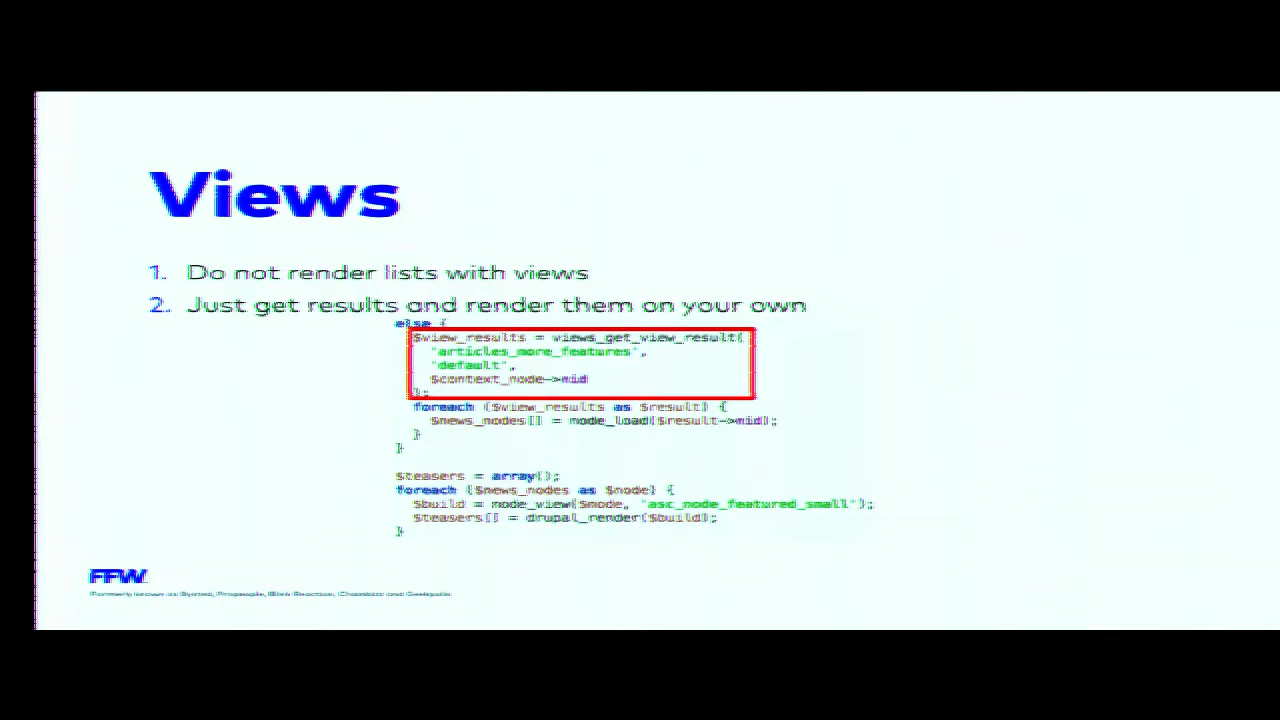 Views
1. Do not render lists with views
2. Just get results and render them on your own
else {
$view_results = views_get_view_result(
"articles_more_features",
"default",
$context_node->nid
);
foreach ($view_results as $result) {
$news_nodes[] = node_load($result->nid);
}
}
$teasers = array();
foreach ($news_nodes as $node) {
$build = node_view($node, "asc_node_featured_small");
$teasers[] = drupal_render($build);
}
FFW